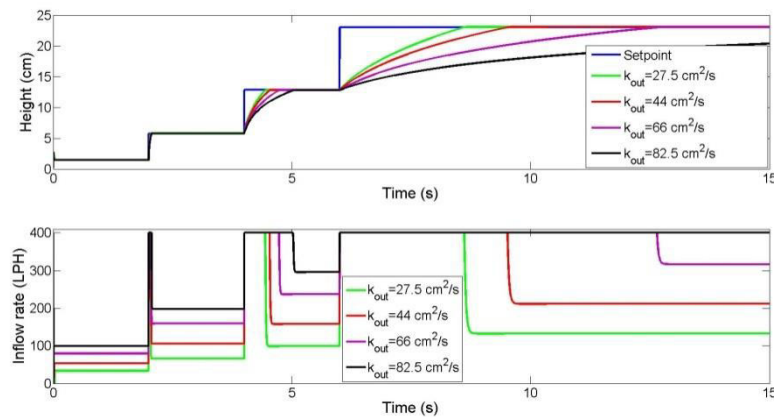 25
20
15
10
5
0
Height (cm)
0
5
10
15
Time (s)
Setpoint
k_out=27.5 cm²/s
k_out=44 cm²/s
k_out=66 cm²/s
k_out=82.5 cm²/s
400
300
200
100
0
Inflow rate (LPH)
0
5
10
15
Time (s)
k_out=27.5 cm²/s
k_out=44 cm²/s
k_out=66 cm²/s
k_out=82.5 cm²/s